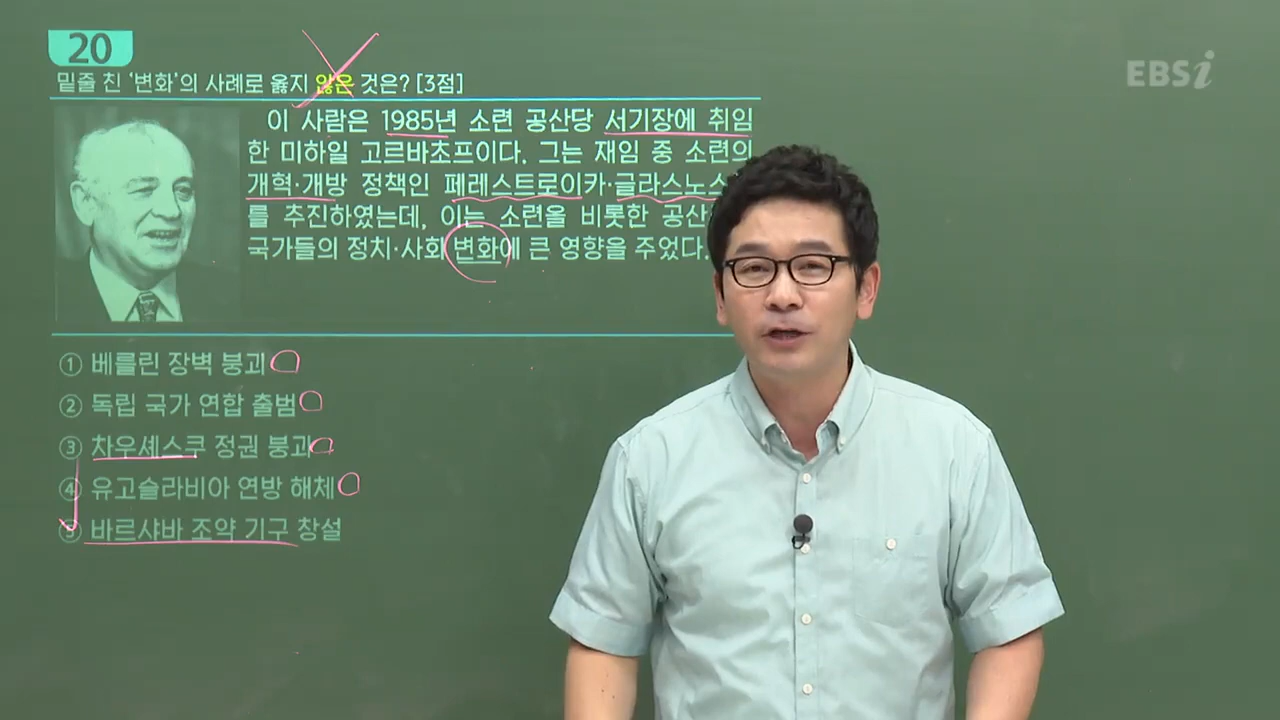 20
EBSi
밑줄 친 '변화'의 사례로 옳지 않은 것은? [3점]
이 사람은 1985년 소련 공산당 서기장에 취임
한 미하일 고르바초프이다. 그는 재임 중 소련의
개혁·개방 정책인 페레스트로이카·글라스노스
를 추진하였는데, 이는 소련을 비롯한 공산
국가들의 정치·사회 변화에 큰 영향을 주었다.
① 베를린 장벽 붕괴
② 독립 국가 연합 출범
③ 차우셰스쿠 정권 붕괴
④ 유고슬라비아 연방 해체
⑤ 바르샤바 조약 기구 창설